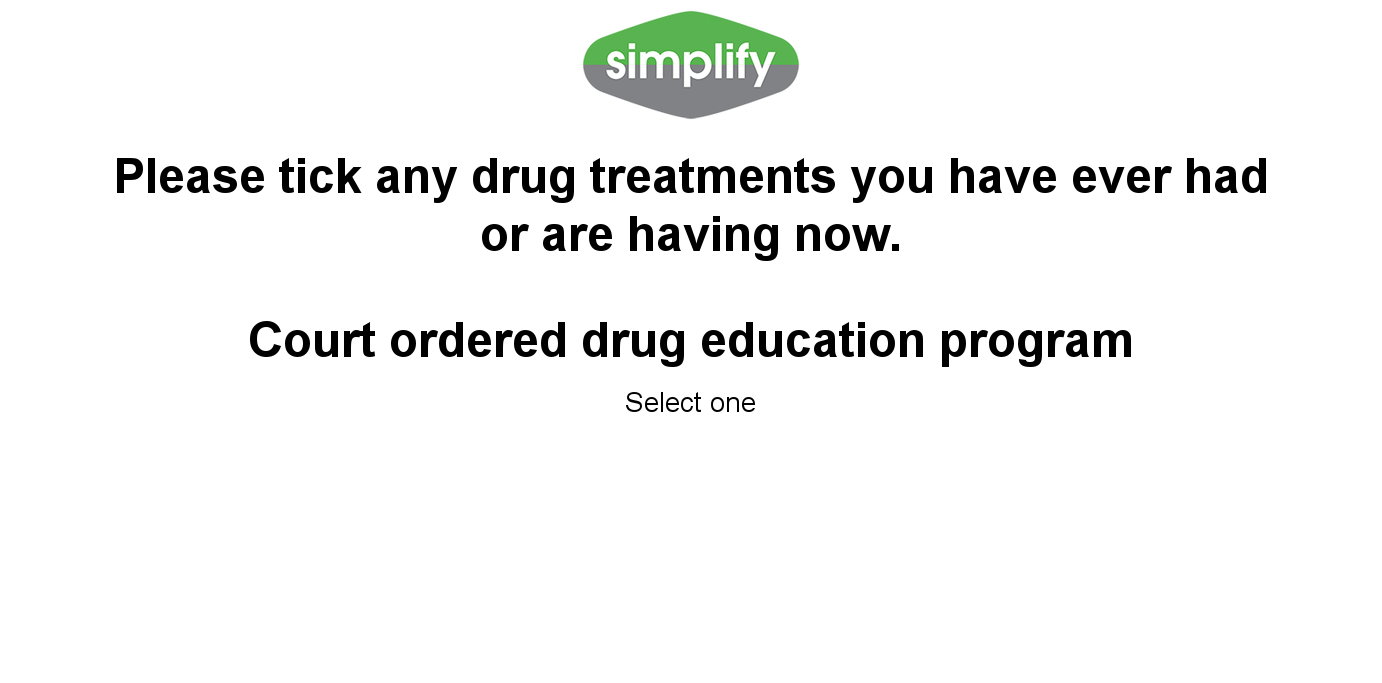 simplify
Please tick any drug treatments you have ever had
or are having now.
Court ordered drug education program
Select one